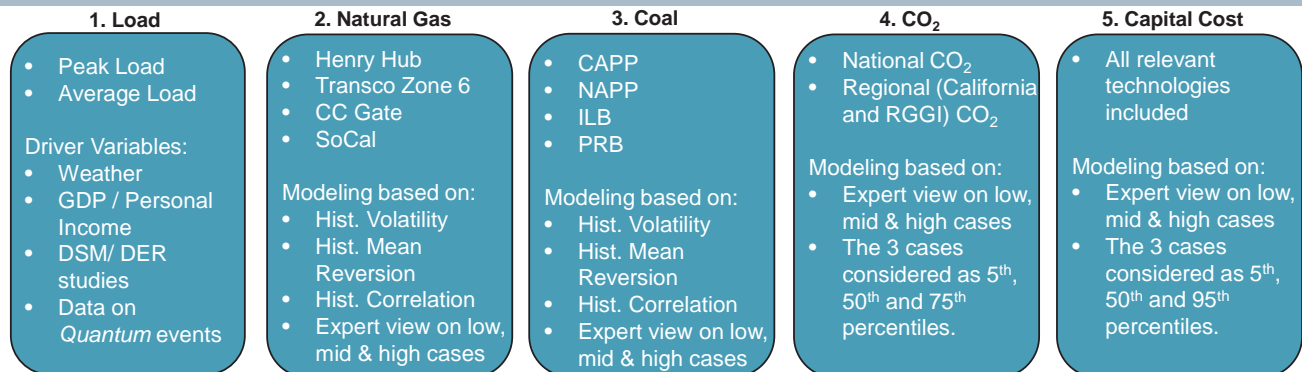 1. Load
• Peak Load
• Average Load
Driver Variables:
• Weather
• GDP / Personal
Income
• DSM/ DER
studies
• Data on
Quantum events
2. Natural Gas
• Henry Hub
• Transco Zone 6
• CC Gate
• SoCal
Modeling based on:
• Hist. Volatility
• Hist. Mean
Reversion
• Hist. Correlation
• Expert view on low,
mid & high cases
3. Coal
• CAPP
• NAPP
• ILB
• PRB
Modeling based on:
• Hist. Volatility
• Hist. Mean
Reversion
• Hist. Correlation
• Expert view on low,
mid & high cases
4. CO₂
• National CO₂
• Regional (California
and RGGI) CO₂
Modeling based on:
• Expert view on low,
mid & high cases
• The 3 cases
considered as 5th,
50th and 75th
percentiles.
5. Capital Cost
• All relevant
technologies
included
Modeling based on:
• Expert view on low,
mid & high cases
• The 3 cases
considered as 5th,
50th and 95th
percentiles.